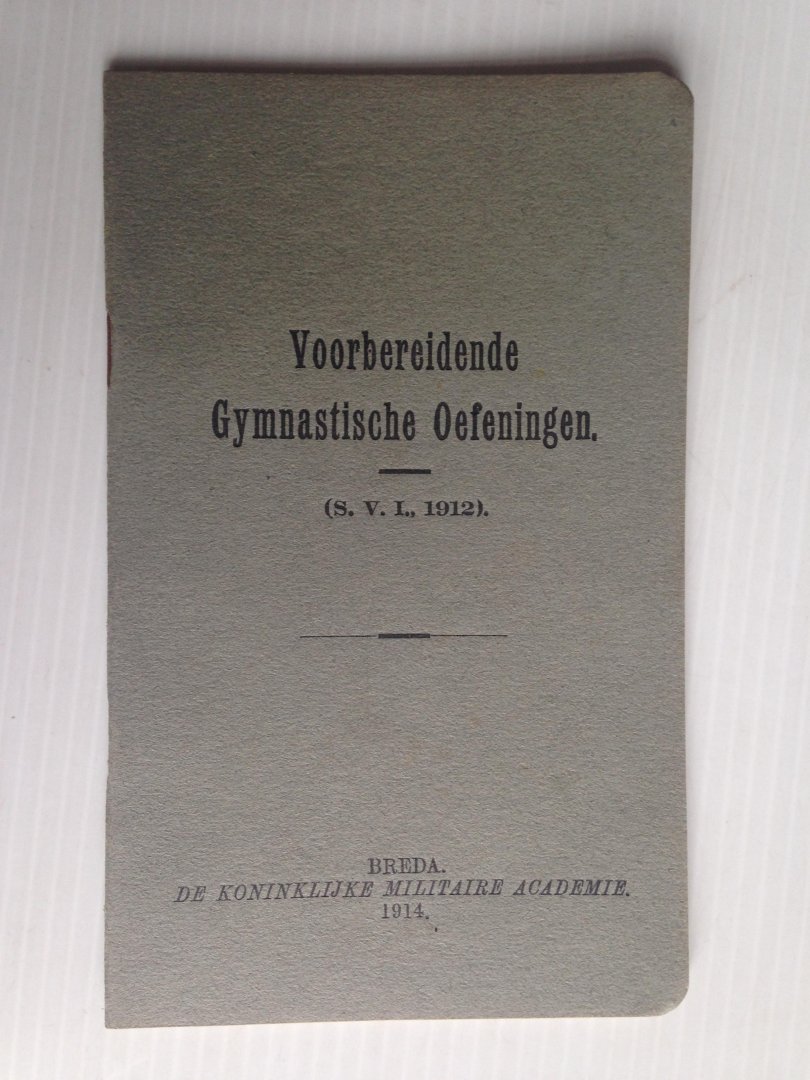 Voorbereidende
Gymnastische Oefeningen.
(S. V. I., 1912).
BREDA.
DE KONINKLIJKE MILITAIRE ACADEMIE.
1914.